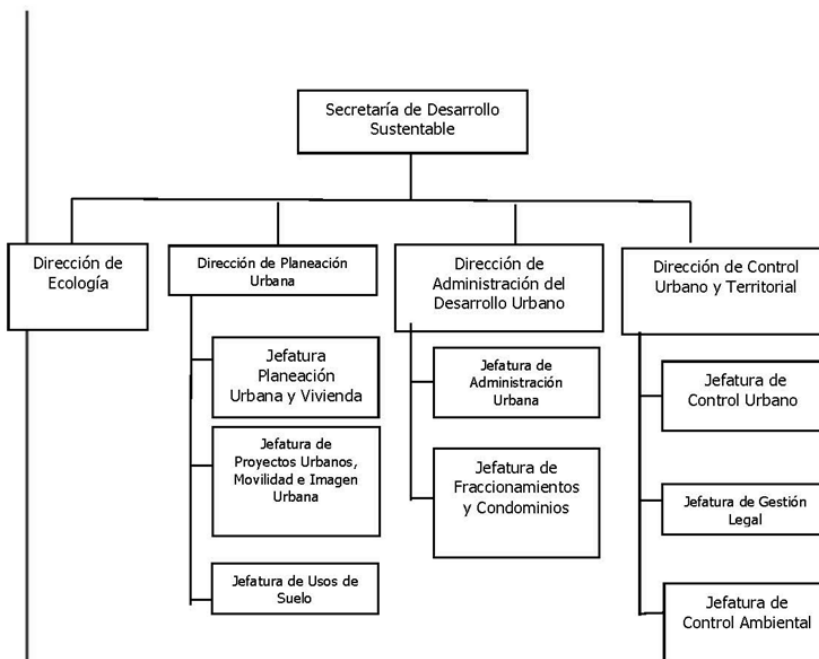 Secretaría de Desarrollo
Sustentable
Dirección de
Ecología
Dirección de Planeación
Urbana
Dirección de
Administración del
Desarrollo Urbano
Dirección de Control
Urbano y Territorial
Jefatura
Planeación
Urbana y Vivienda
Jefatura de
Proyectos Urbanos,
Movilidad e Imagen
Urbana
Jefatura de Usos de
Suelo
Jefatura de
Administración
Urbana
Jefatura de
Fraccionamientos
y Condominios
Jefatura de
Control Urbano
Jefatura de Gestión
Legal
Jefatura de
Control Ambiental